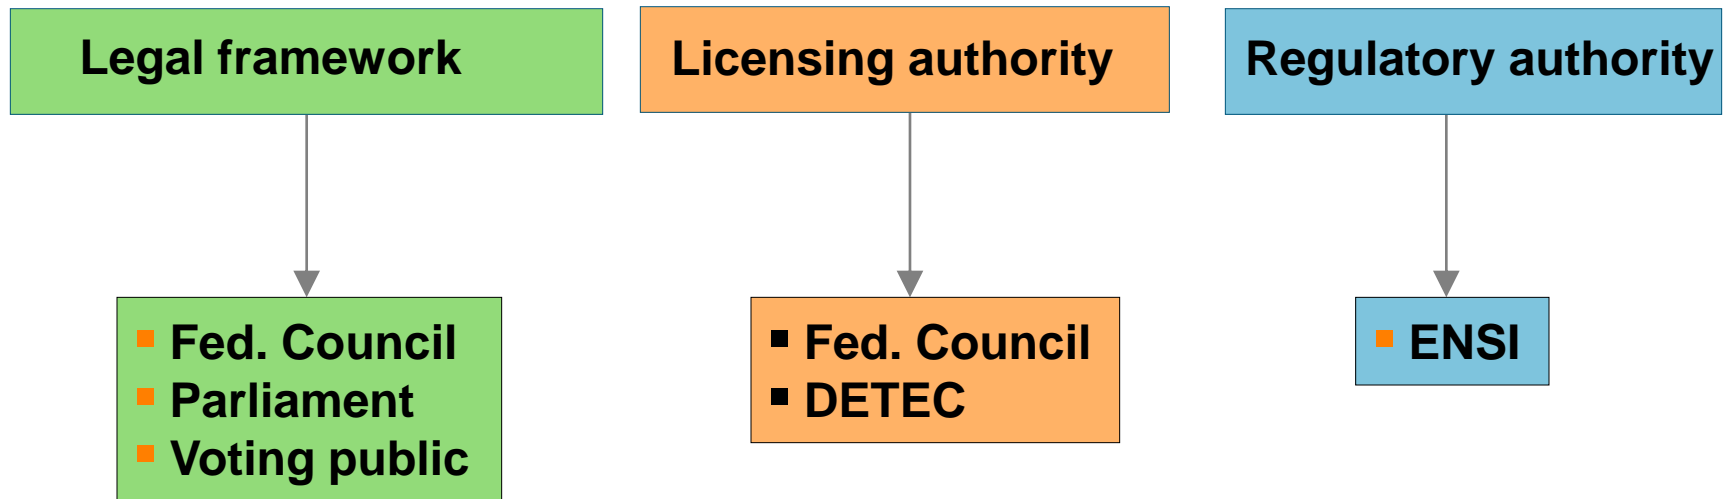 Legal framework
Licensing authority
Regulatory authority
Fed. Council
Parliament
Voting public
Fed. Council
DETEC
ENSI